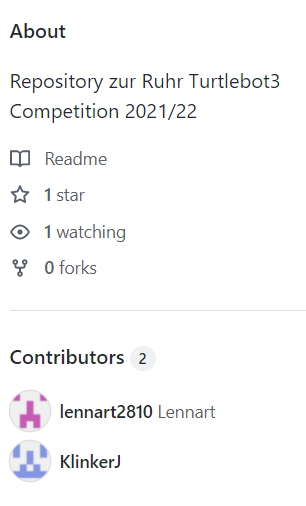 About
Repository zur Ruhr Turtlebot3
Competition 2021/22
Readme
1 star
1 watching
0 forks
Contributors 2
lennart2810 Lennart
KlinkerJ